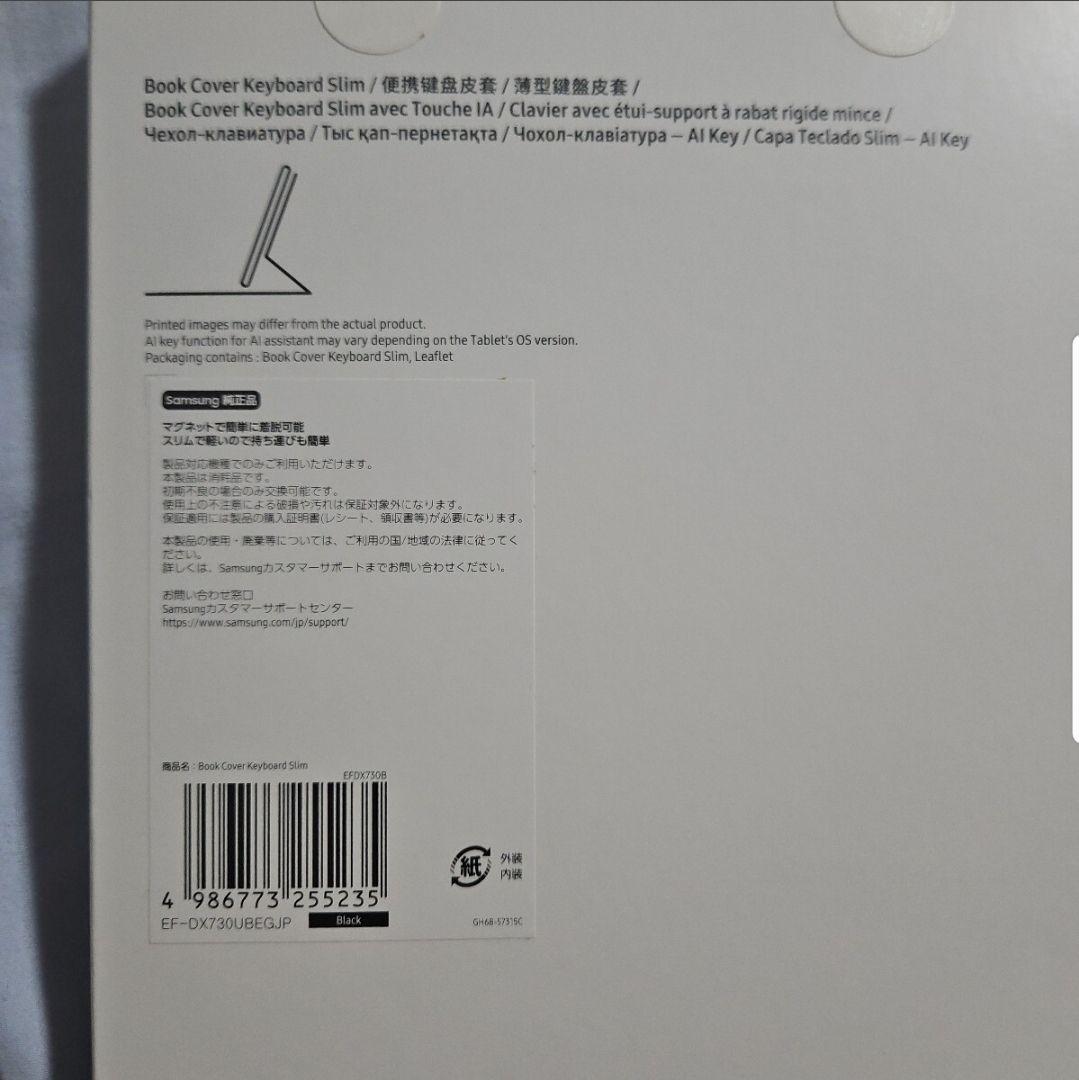 Book Cover Keyboard Slim / 便携键盘皮套 / 薄型鍵盤皮套 /
Book Cover Keyboard Slim avec Touche IA / Clavier avec étui-support à rabat rigide mince /
Чехол-клавиатура / Тыс қап-пернетақта / Чохол-клавіатура – AI Key / Capa Teclado Slim – AI Key
Printed images may differ from the actual product.
AI key function for AI assistant may vary depending on the Tablet's OS version.
Packaging contains : Book Cover Keyboard Slim, Leaflet
Samsung 純正品
マグネットで簡単に着脱可能
スリムで軽いので持ち運びも簡単
製品対応機種でのみご利用いただけます。
本製品は消耗品です。
初期不良の場合のみ交換可能です。
使用上の不注意による破損や汚れは保証対象外になります。
保証適用には製品の購入証明書(レシート、領収書等)が必要になります。
本製品の使用・廃棄等については、ご利用の国/地域の法律に従ってく
ださい。
詳しくは、Samsungカスタマーサポートまでお問い合わせください。
お問い合わせ窓口
Samsungカスタマーサポートセンター
https://www.samsung.com/jp/support/
商品名 : Book Cover Keyboard Slim
EFDX730B
4 986773 255235
紙 外装
内装
EF-DX730UBEGJP Black GH68-57315C